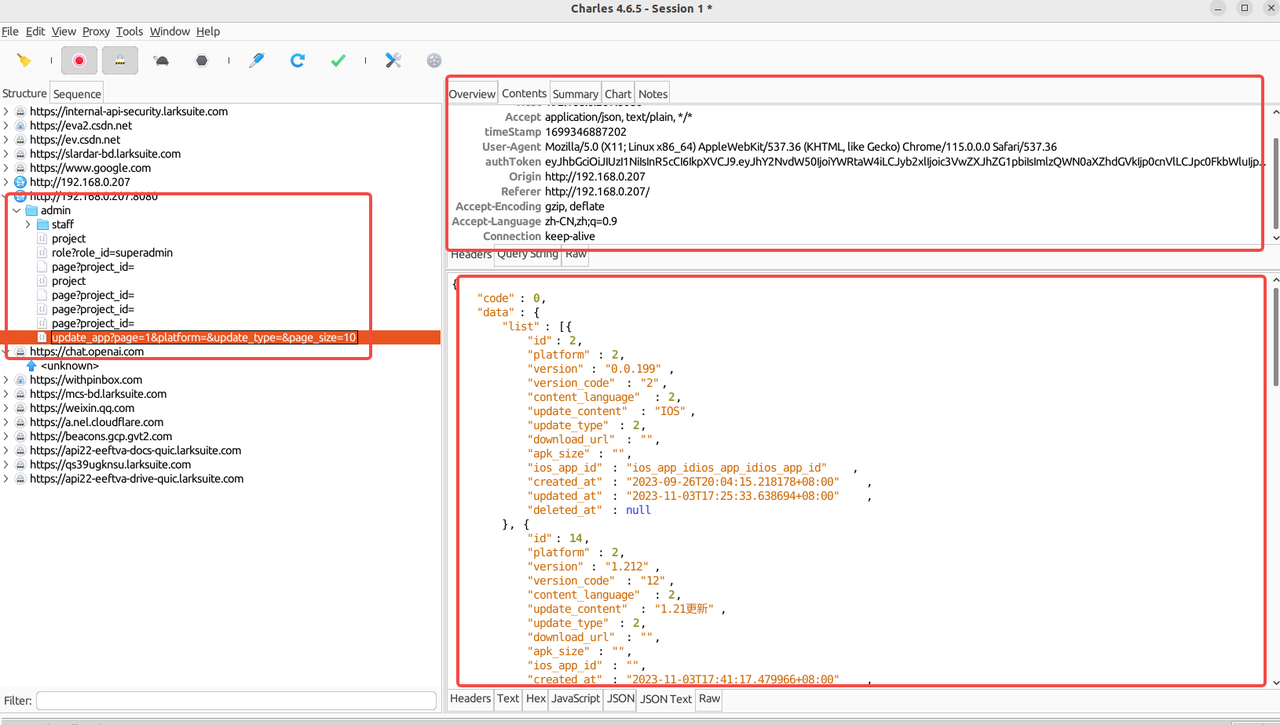 Charles 4.6.5 - Session 1 *
File Edit View Proxy Tools Window Help
Structure Sequence
https://internal-api-security.larksuite.com
https://eva2.csdn.net
https://ev.csdn.net
https://slardar-bd.larksuite.com
https://www.google.com
http://192.168.0.207
http://192.168.0.207:8080
admin
staff
project
role?role_id=superadmin
page?project_id=
project
page?project_id=
page?project_id=
page?project_id=
update_app?page=1&platform=&update_type=&page_size=10
https://chat.openai.com
<unknown>
https://withpinbox.com
https://mcs-bd.larksuite.com
https://weixin.qq.com
https://a.nel.cloudflare.com
https://beacons.gcp.gvt2.com
https://api22-eeftva-docs-quic.larksuite.com
https://qs39ugknsu.larksuite.com
https://api22-eeftva-drive-quic.larksuite.com
Filter:
Overview Contents Summary Chart Notes
Accept application/json, text/plain, */*
timeStamp 1699346887202
User-Agent Mozilla/5.0 (X11; Linux x86_64) AppleWebKit/537.36 (KHTML, like Gecko) Chrome/115.0.0.0 Safari/537.36
authToken
Origin http://192.168.0.207
Referer http://192.168.0.207/
Accept-Encoding gzip, deflate
Accept-Language zh-CN,zh;q=0.9
Connection keep-alive
Headers Query String Raw
{
"code" : 0,
"data" : {
"list" : [{
"id" : 2,
"platform" : 2,
"version" : "0.0.199" ,
"version_code" : "2" ,
"content_language" : 2,
"update_content" : "IOS" ,
"update_type" : 2,
"download_url" : "",
"apk_size" : "",
"ios_app_id" : "ios_app_idios_app_idios_app_id" ,
"created_at" : "2023-09-26T20:04:15.218178+08:00" ,
"updated_at" : "2023-11-03T17:25:33.638694+08:00" ,
"deleted_at" : null
}, {
"id" : 14,
"platform" : 2,
"version" : "1.212" ,
"version_code" : "12" ,
"content_language" : 2,
"update_content" : "1.21更新" ,
"update_type" : 2,
"download_url" : "",
"apk_size" : "",
"ios_app_id" : "",
"created_at" : "2023-11-03T17:41:17.479966+08:00" ,
Headers Text Hex JavaScript JSON JSON Text Raw